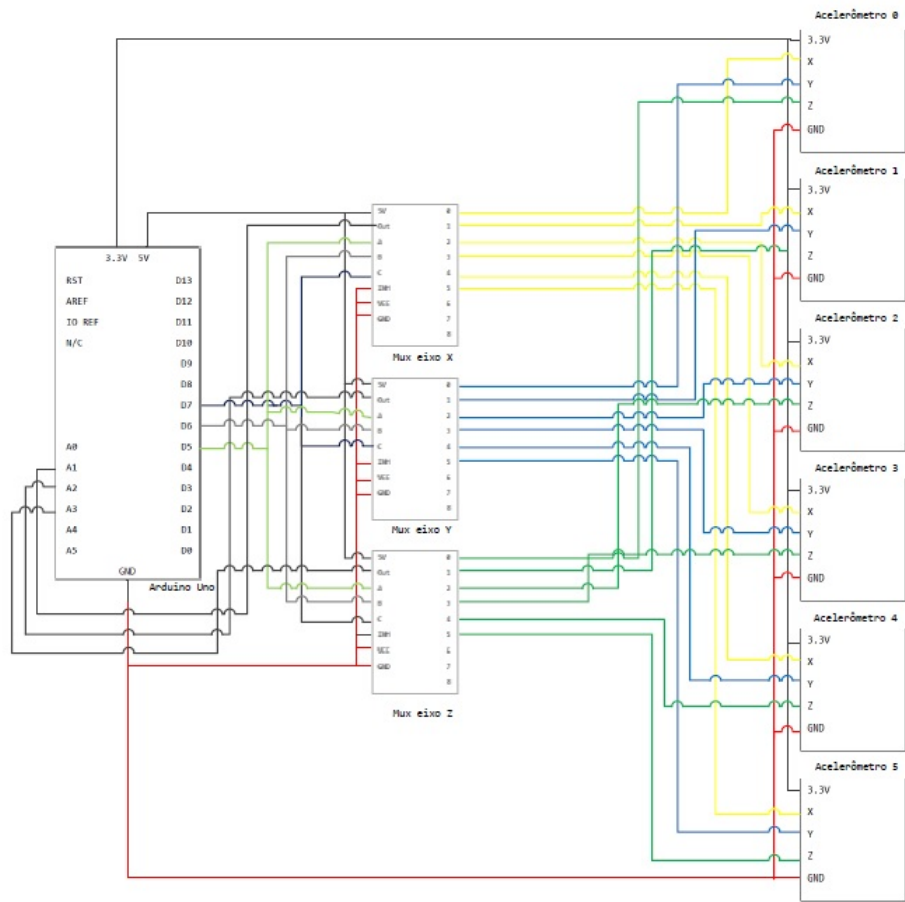 Acelerômetro 0
3.3V
X
Y
Z
GND
Acelerômetro 1
3.3V
X
Y
Z
GND
Acelerômetro 2
3.3V
X
Y
Z
GND
Acelerômetro 3
3.3V
X
Y
Z
GND
Acelerômetro 4
3.3V
X
Y
Z
GND
Acelerômetro 5
3.3V
X
Y
Z
GND
3.3V 5V
RST D13
AREF D12
IO REF D11
N/C D10
D9
D8
D7
D6
A0 D5
A1 D4
A2 D3
A3 D2
A4 D1
A5 D0
GND
Arduino Uno
5V 0
Out 1
A 2
B 3
C 4
INH 5
VEE 6
GND 7
8
Mux eixo X
5V 0
Out 1
A 2
B 3
C 4
INH 5
VEE 6
GND 7
8
Mux eixo Y
5V 0
Out 1
A 2
B 3
C 4
INH 5
VEE 6
GND 7
8
Mux eixo Z